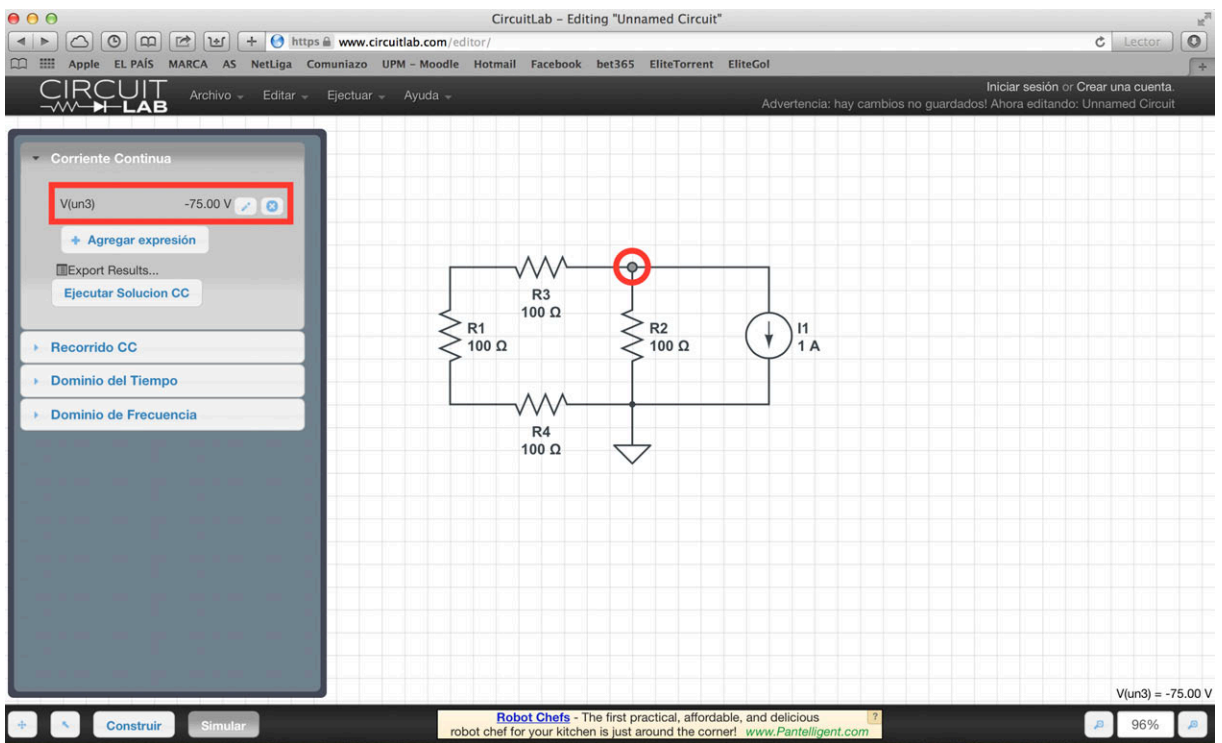 CircuitLab – Editing "Unnamed Circuit"
https www.circuitlab.com/editor/
Lector
Apple EL PAÍS MARCA AS NetLiga Comuniazo UPM – Moodle Hotmail Facebook bet365 EliteTorrent EliteGol
CIRCUIT
LAB
Archivo Editar Ejectuar Ayuda
Iniciar sesión or Crear una cuenta.
Advertencia: hay cambios no guardados! Ahora editando: Unnamed Circuit
Corriente Continua
V(un3) -75.00 V
Agregar expresión
Export Results...
Ejecutar Solucion CC
Recorrido CC
Dominio del Tiempo
Dominio de Frecuencia
R3
100 Ω
R1
100 Ω
R2
100 Ω
I1
1 A
R4
100 Ω
V(un3) = -75.00 V
Construir
Simular
Robot Chefs - The first practical, affordable, and delicious
robot chef for your kitchen is just around the corner! www.Pantelligent.com
?
96%